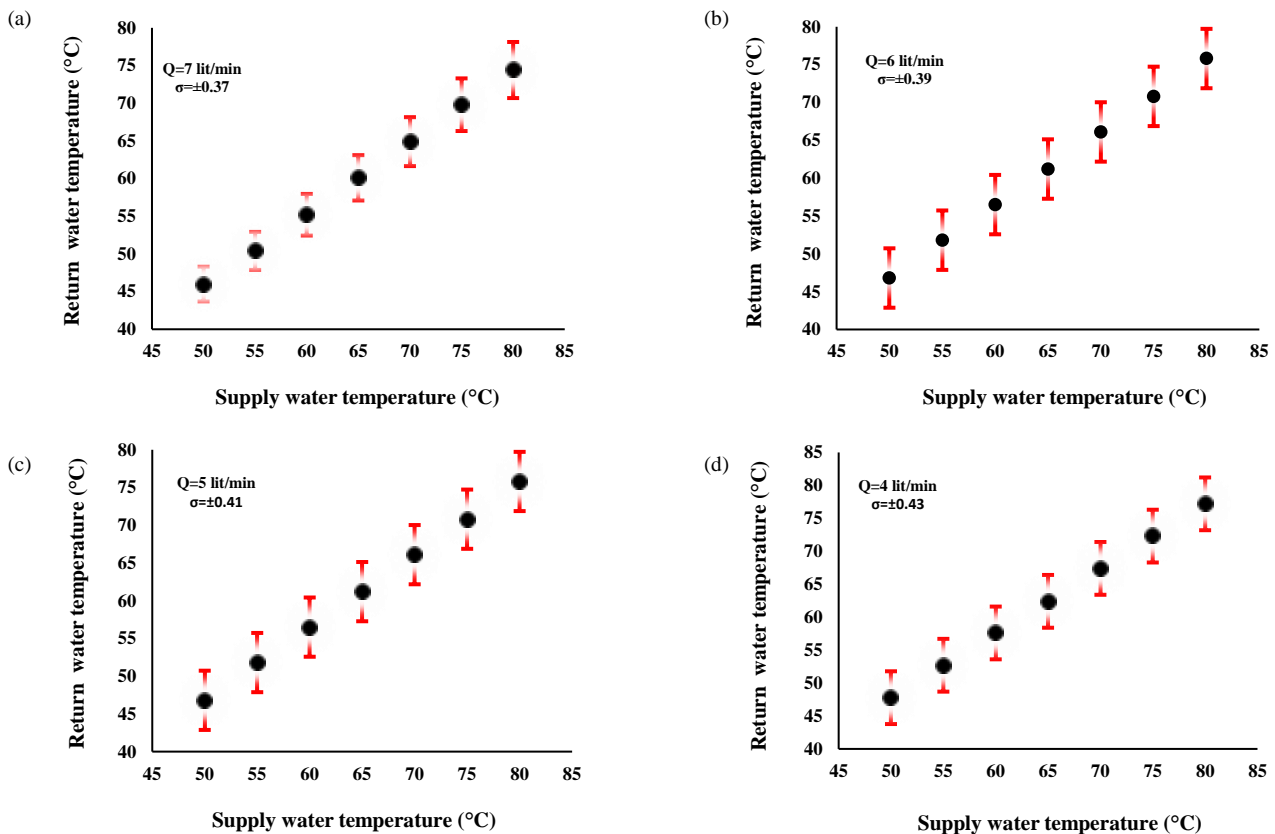 (a)
80
75
70
65
60
55
50
45
40
Return water temperature (°C)
Q=7 lit/min
σ=±0.37
45 50 55 60 65 70 75 80 85
Supply water temperature (°C)
(b)
80
75
70
65
60
55
50
45
40
Return water temperature (°C)
Q=6 lit/min
σ=±0.39
45 50 55 60 65 70 75 80 85
Supply water temperature (°C)
(c)
80
75
70
65
60
55
50
45
40
Return water temperature (°C)
Q=5 lit/min
σ=±0.41
45 50 55 60 65 70 75 80 85
Supply water temperature (°C)
(d)
85
80
75
70
65
60
55
50
45
40
Return water temperature (°C)
Q=4 lit/min
σ=±0.43
45 50 55 60 65 70 75 80 85
Supply water temperature (°C)